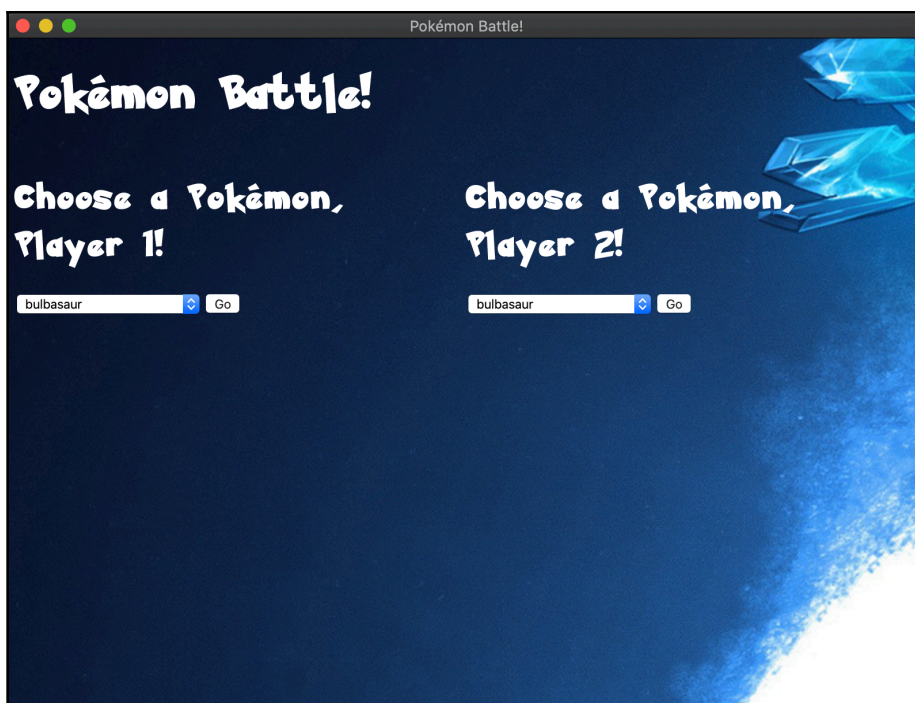 Pokémon Battle!
Pokémon Battle!
Choose a Pokémon,
Player 1!
bulbasaur Go
Choose a Pokémon,
Player 2!
bulbasaur Go